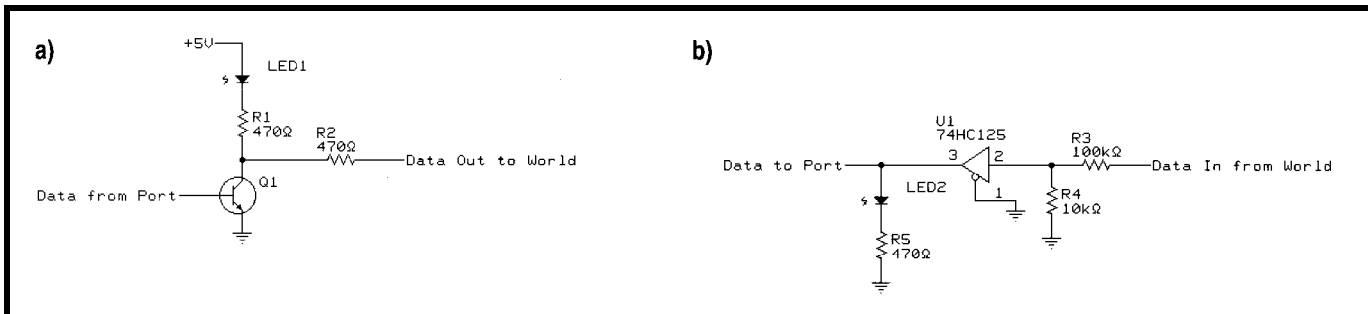 a)
+5V
LED1
R1
470Ω
R2
470Ω
Data Out to World
Data from Port
Q1
b)
U1
74HC125
R3
100kΩ
Data to Port
3
2
Data In from World
LED2
1
R4
10kΩ
R5
470Ω